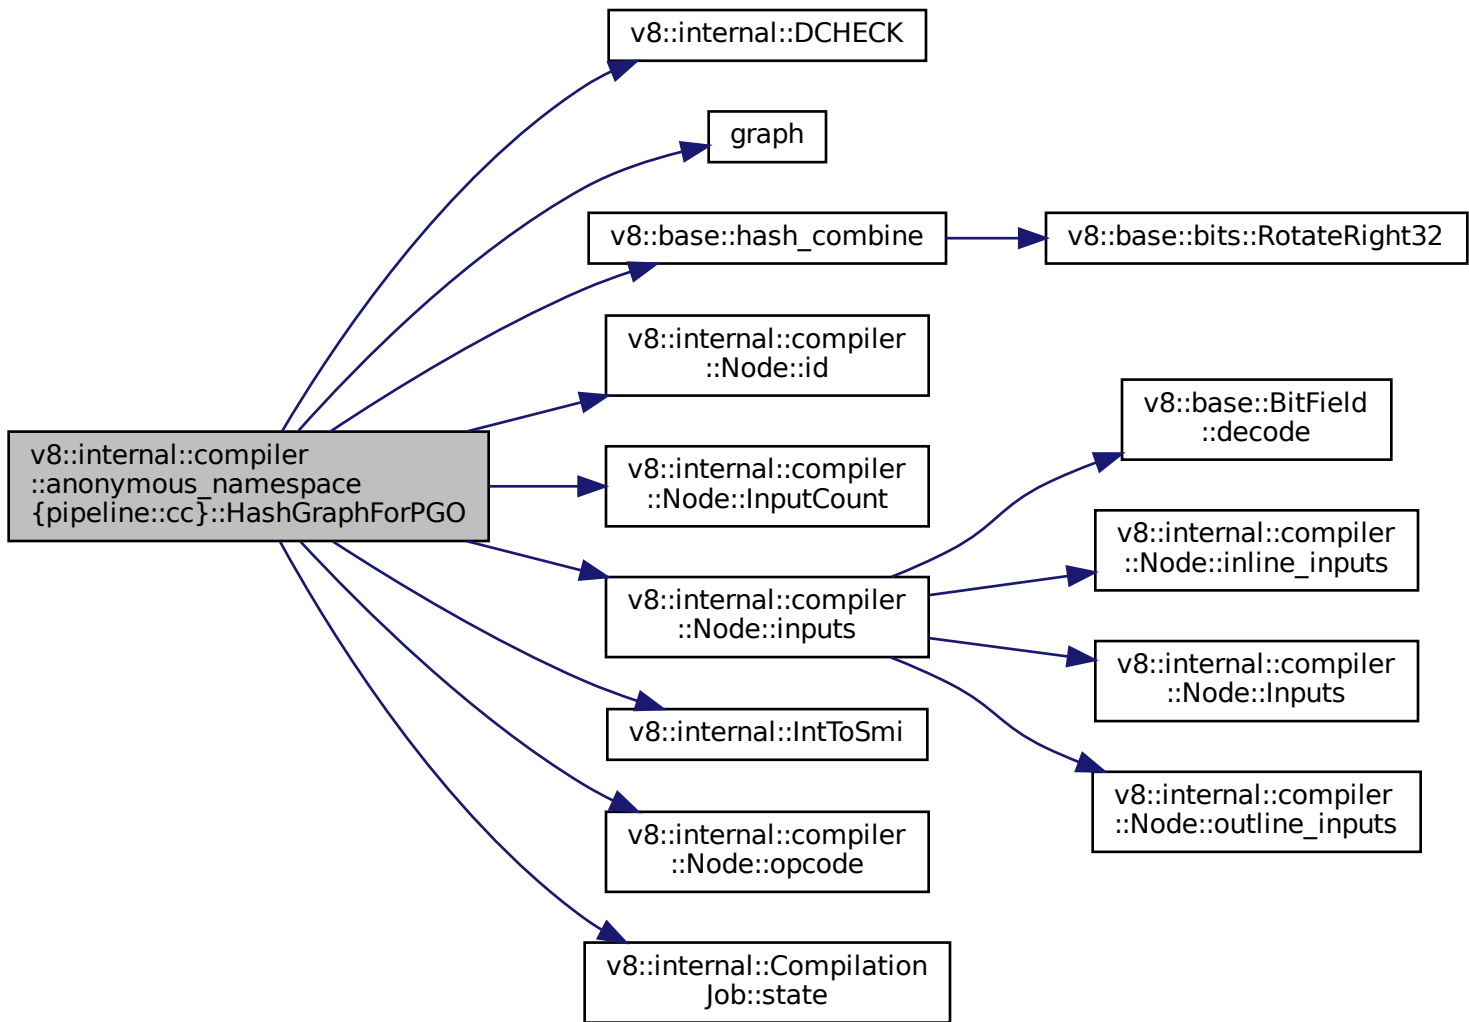 v8::internal::DCHECK
graph
v8::base::hash_combine
v8::base::bits::RotateRight32
v8::internal::compiler
::Node::id
v8::base::BitField
::decode
v8::internal::compiler
::anonymous_namespace
{pipeline::cc}::HashGraphForPGO
v8::internal::compiler
::Node::InputCount
v8::internal::compiler
::Node::inline_inputs
v8::internal::compiler
::Node::inputs
v8::internal::compiler
::Node::Inputs
v8::internal::IntToSmi
v8::internal::compiler
::Node::outline_inputs
v8::internal::compiler
::Node::opcode
v8::internal::Compilation
Job::state